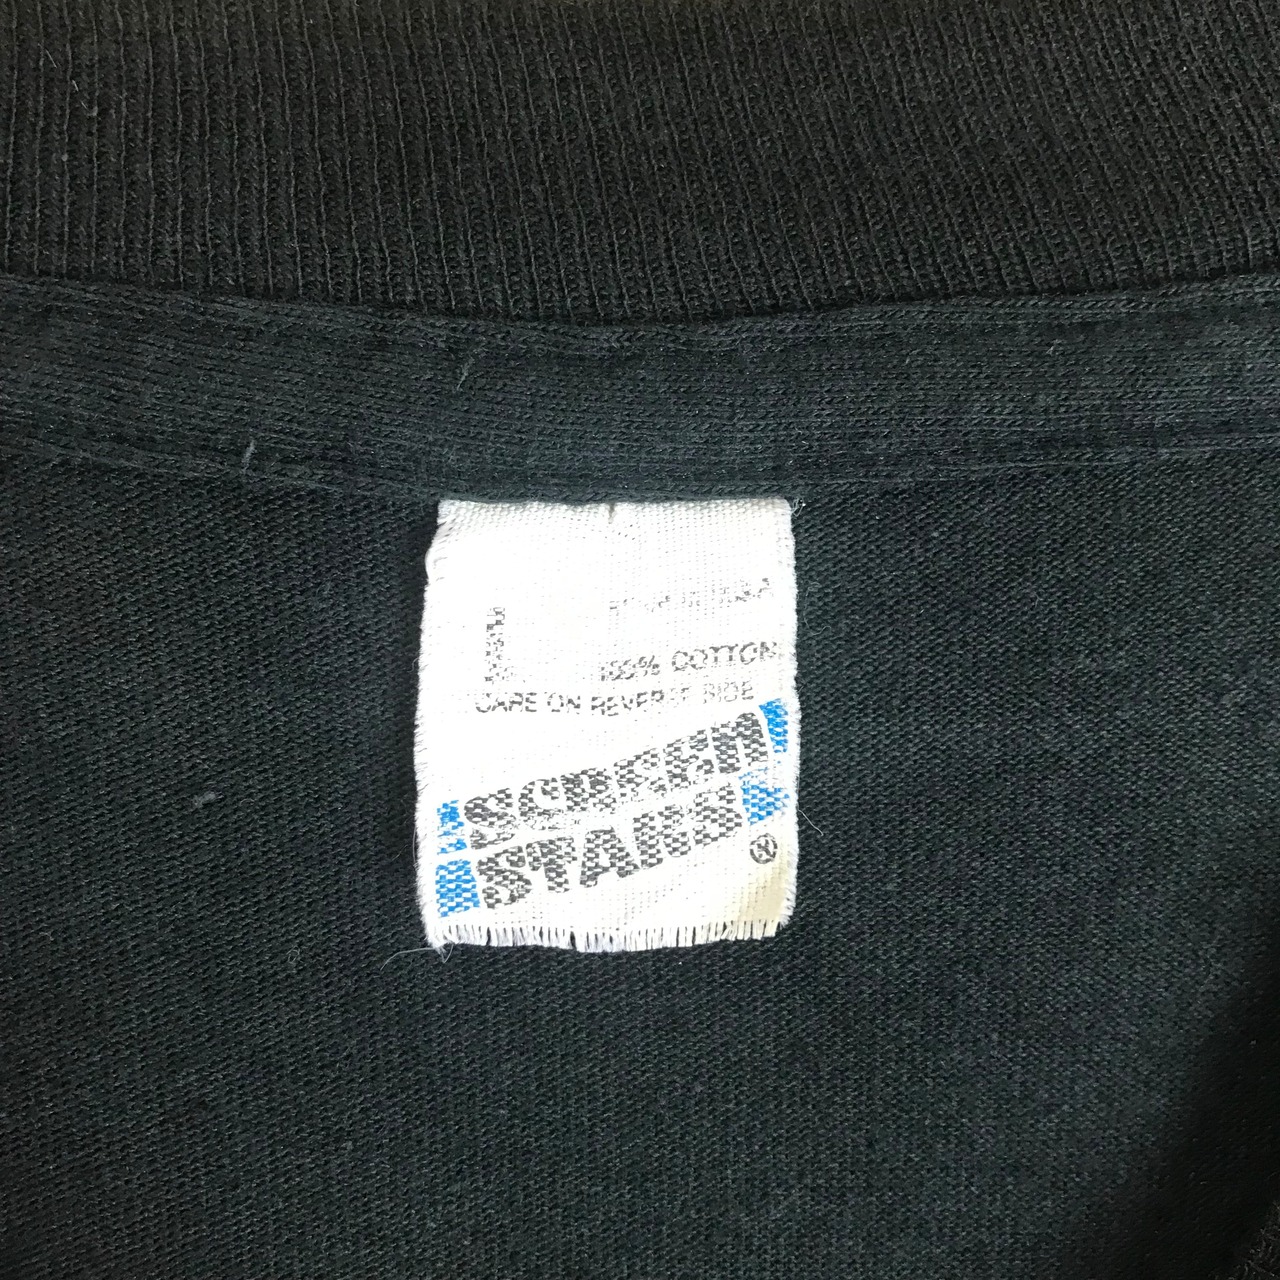 L
100% COTTON
CARE ON REVERSE SIDE
SCREEN
STARS
®